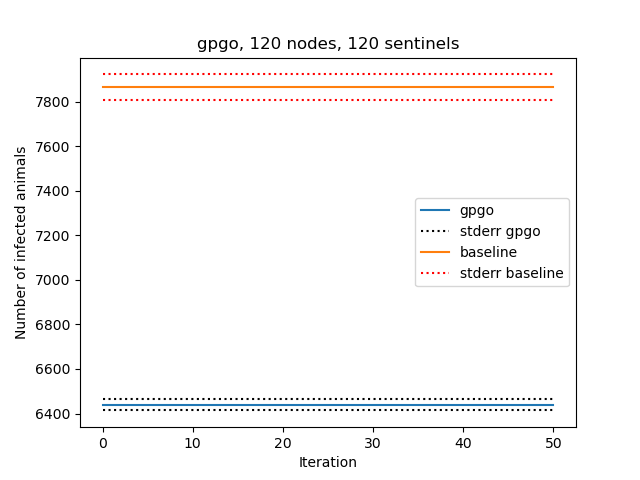 gpgo, 120 nodes, 120 sentinels
Number of infected animals
7800
7600
7400
7200
7000
6800
6600
6400
gpgo
stderr gpgo
baseline
stderr baseline
0 10 20 30 40 50
Iteration